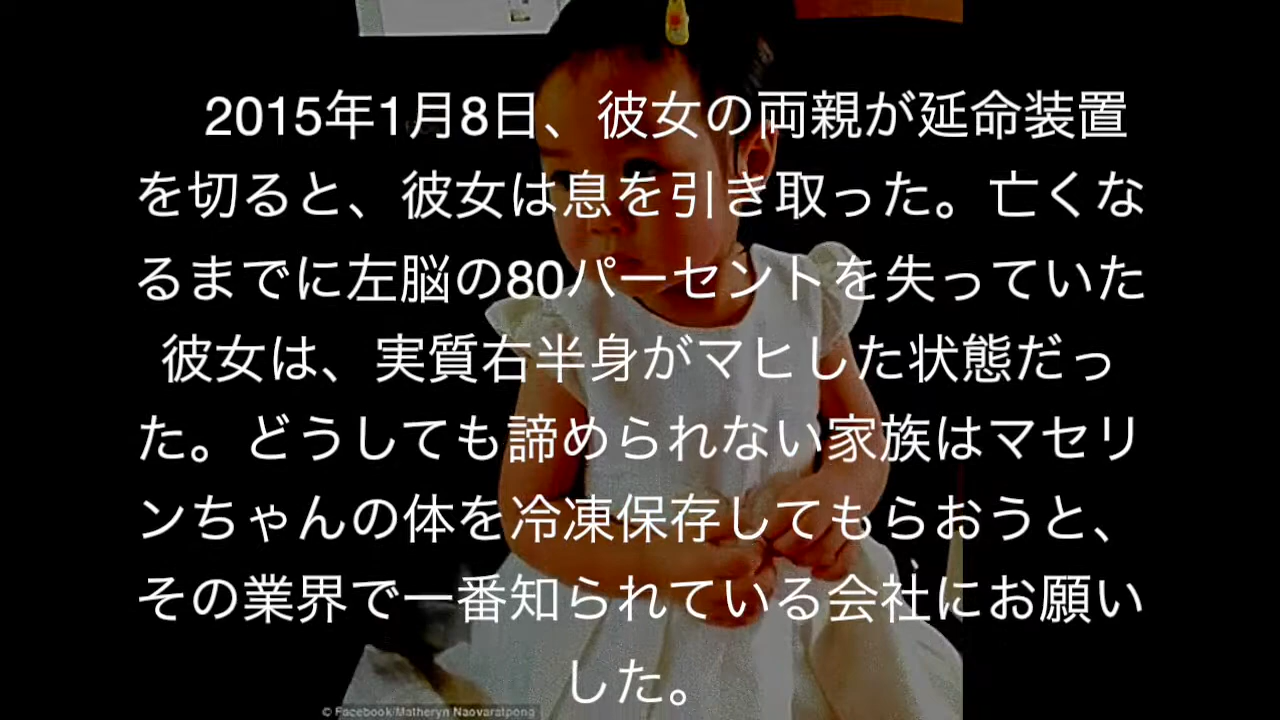 2015年1月8日、彼女の両親が延命装置
を切ると、彼女は息を引き取った。亡くな
るまでに左脳の80パーセントを失っていた
彼女は、実質右半身がマヒした状態だっ
た。どうしても諦められない家族はマセリ
ンちゃんの体を冷凍保存してもらおうと、
その業界で一番知られている会社にお願い
した。
© Facebook/Matheryn Naovaratpong